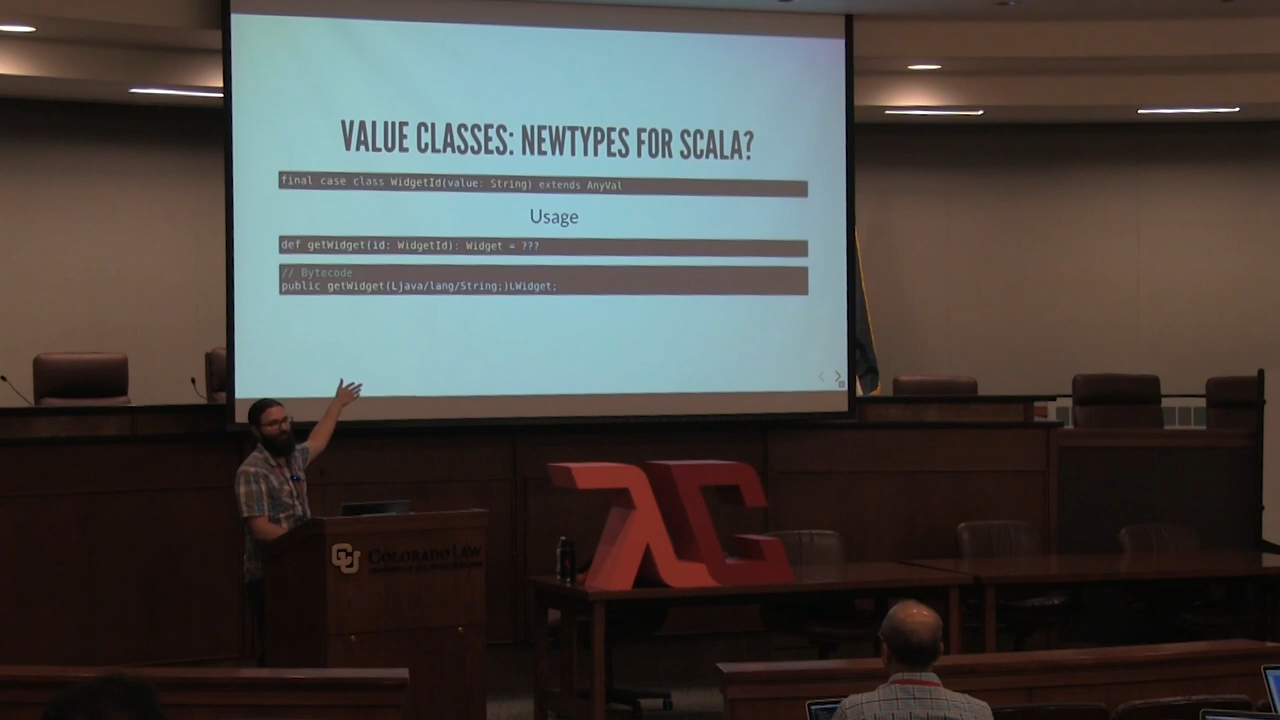 VALUE CLASSES: NEWTYPES FOR SCALA?
final case class WidgetId(value: String) extends AnyVal
Usage
def getWidget(id: WidgetId): Widget = ???
// Bytecode
public getWidget(Ljava/lang/String;)LWidget;
CU COLORADO LAW